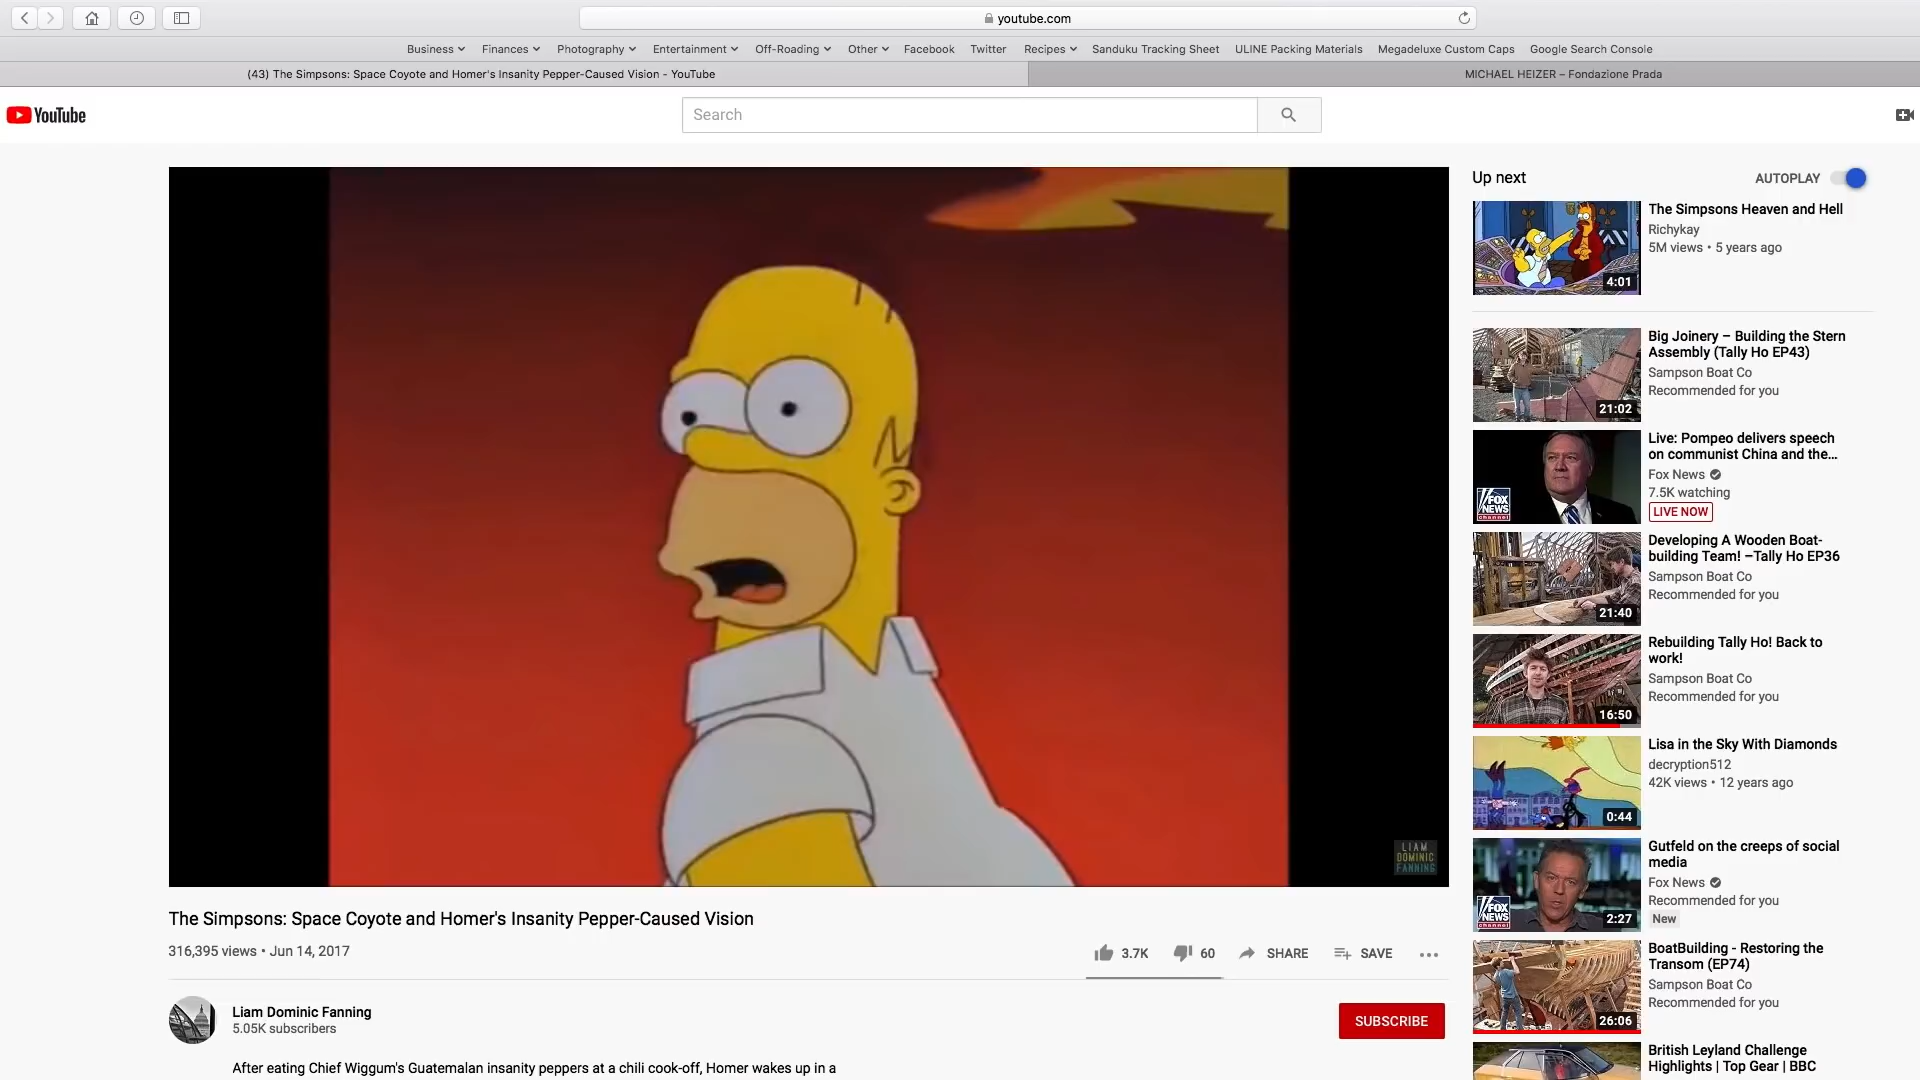 youtube.com
Business Finances Photography Entertainment Off-Roading Other Facebook Twitter Recipes Sanduku Tracking Sheet ULINE Packing Materials Megadeluxe Custom Caps Google Search Console
(43) The Simpsons: Space Coyote and Homer's Insanity Pepper-Caused Vision - YouTube
MICHAEL HEIZER – Fondazione Prada
YouTube
Search
Up next
AUTOPLAY
The Simpsons Heaven and Hell
Richykay
5M views • 5 years ago
4:01
Big Joinery – Building the Stern
Assembly (Tally Ho EP43)
Sampson Boat Co
Recommended for you
21:02
Live: Pompeo delivers speech
on communist China and the...
Fox News
7.5K watching
LIVE NOW
FOX
NEWS
channel
Developing A Wooden Boat-
building Team! –Tally Ho EP36
Sampson Boat Co
Recommended for you
21:40
Rebuilding Tally Ho! Back to
work!
Sampson Boat Co
Recommended for you
16:50
Lisa in the Sky With Diamonds
decryption512
42K views • 12 years ago
0:44
Gutfeld on the creeps of social
media
Fox News
Recommended for you
New
FOX
NEWS
channel
2:27
BoatBuilding - Restoring the
Transom (EP74)
Sampson Boat Co
Recommended for you
26:06
British Leyland Challenge
Highlights | Top Gear | BBC
LIAM
DOMINIC
FANNING
The Simpsons: Space Coyote and Homer's Insanity Pepper-Caused Vision
316,395 views • Jun 14, 2017
3.7K 60 SHARE SAVE
Liam Dominic Fanning
5.05K subscribers
SUBSCRIBE
After eating Chief Wiggum's Guatemalan insanity peppers at a chili cook-off, Homer wakes up in a